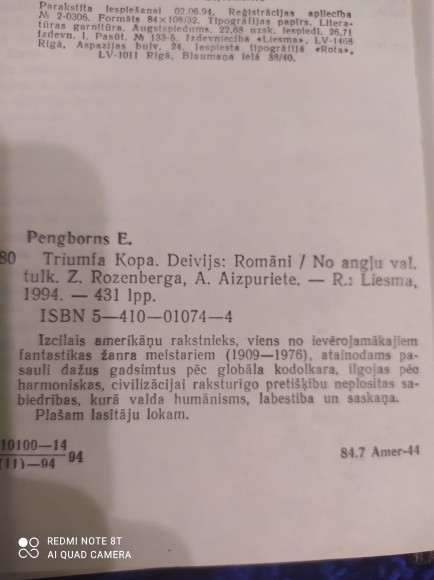 Parakstīta iespiešanai 02.06.94. Reģistrācijas apliecība
№ 2-0306. Formāts 84×108/32. Tipogrāfijas papīrs. Litera-
tūras garnitūra. Augstspiedums. 22,68 uzsk. iespiedl. 26,71
izdevn. l. Pasūt. № 133-5. Izdevniecība «Liesma», LV-1468
Rīgā, Aspazijas bulv. 24. Iespiesta tipogrāfijā «Rota»,
LV-1011 Rīgā, Blaumaņa ielā 38/40.
Pengborns E.
80 Triumfa Kopa. Deivijs: Romāni / No angļu val.
tulk. Z. Rozenberga, A. Aizpuriete. — R.: Liesma,
1994. — 431 lpp.
ISBN 5—410—01074—4
Izcilais amerikāņu rakstnieks, viens no ievērojamākajiem
fantastikas žanra meistariem (1909—1976), atainodams pa-
sauli dažus gadsimtus pēc globāla kodolkara, ilgojas pēc
harmoniskas, civilizācijai raksturīgo pretišķību neplosītas sa-
biedrības, kurā valda humānisms, labestība un saskaņa.
Plašam lasītāju lokam.
10100—14
(11)—94 94
84.7 Amer-44
REDMI NOTE 8T
AI QUAD CAMERA